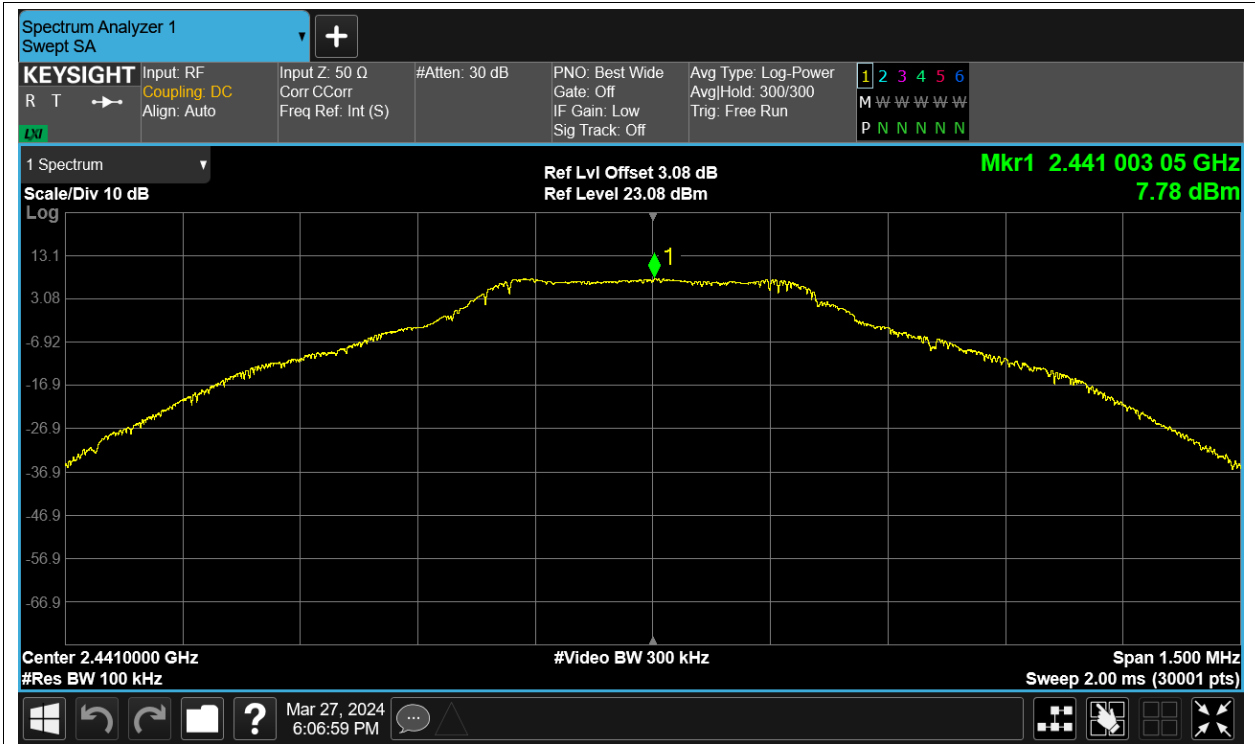 Spectrum Analyzer 1
Swept SA
KEYSIGHT
R T
LXI
Input: RF
Coupling: DC
Align: Auto
Input Z: 50 Ω
Corr CCorr
Freq Ref: Int (S)
#Atten: 30 dB
PNO: Best Wide
Gate: Off
IF Gain: Low
Sig Track: Off
Avg Type: Log-Power
Avg|Hold: 300/300
Trig: Free Run
1 2 3 4 5 6
M W W W W W
P N N N N N
1 Spectrum
Scale/Div 10 dB
Log
Ref Lvl Offset 3.08 dB
Ref Level 23.08 dBm
Mkr1 2.441 003 05 GHz
7.78 dBm
1
13.1
3.08
-6.92
-16.9
-26.9
-36.9
-46.9
-56.9
-66.9
Center 2.4410000 GHz
#Video BW 300 kHz
Span 1.500 MHz
#Res BW 100 kHz
Sweep 2.00 ms (30001 pts)
?
Mar 27, 2024
6:06:59 PM